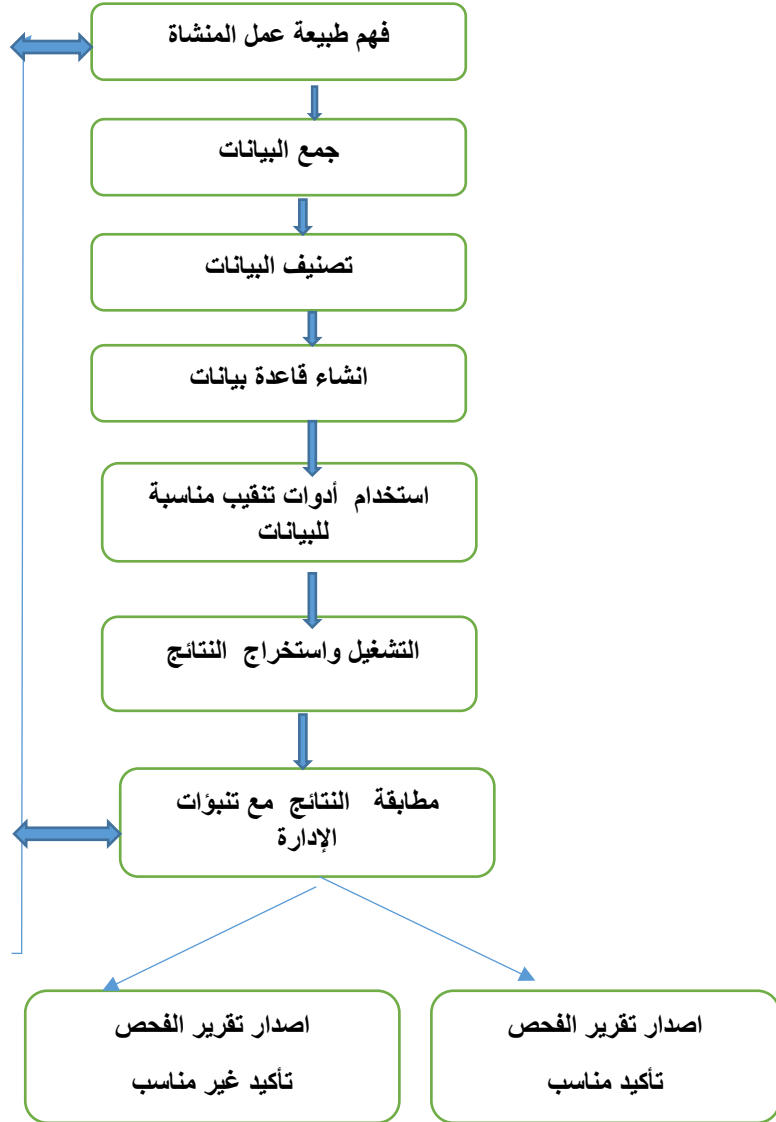 فهم طبيعة عمل المنشاة
جمع البيانات
تصنيف البيانات
انشاء قاعدة بيانات
استخدام أدوات تنقيب مناسبة
للبيانات
التشغيل واستخراج النتائج
مطابقة النتائج مع تنبؤات
الإدارة
اصدار تقرير الفحص
تأكيد مناسب
اصدار تقرير الفحص
تأكيد غير مناسب